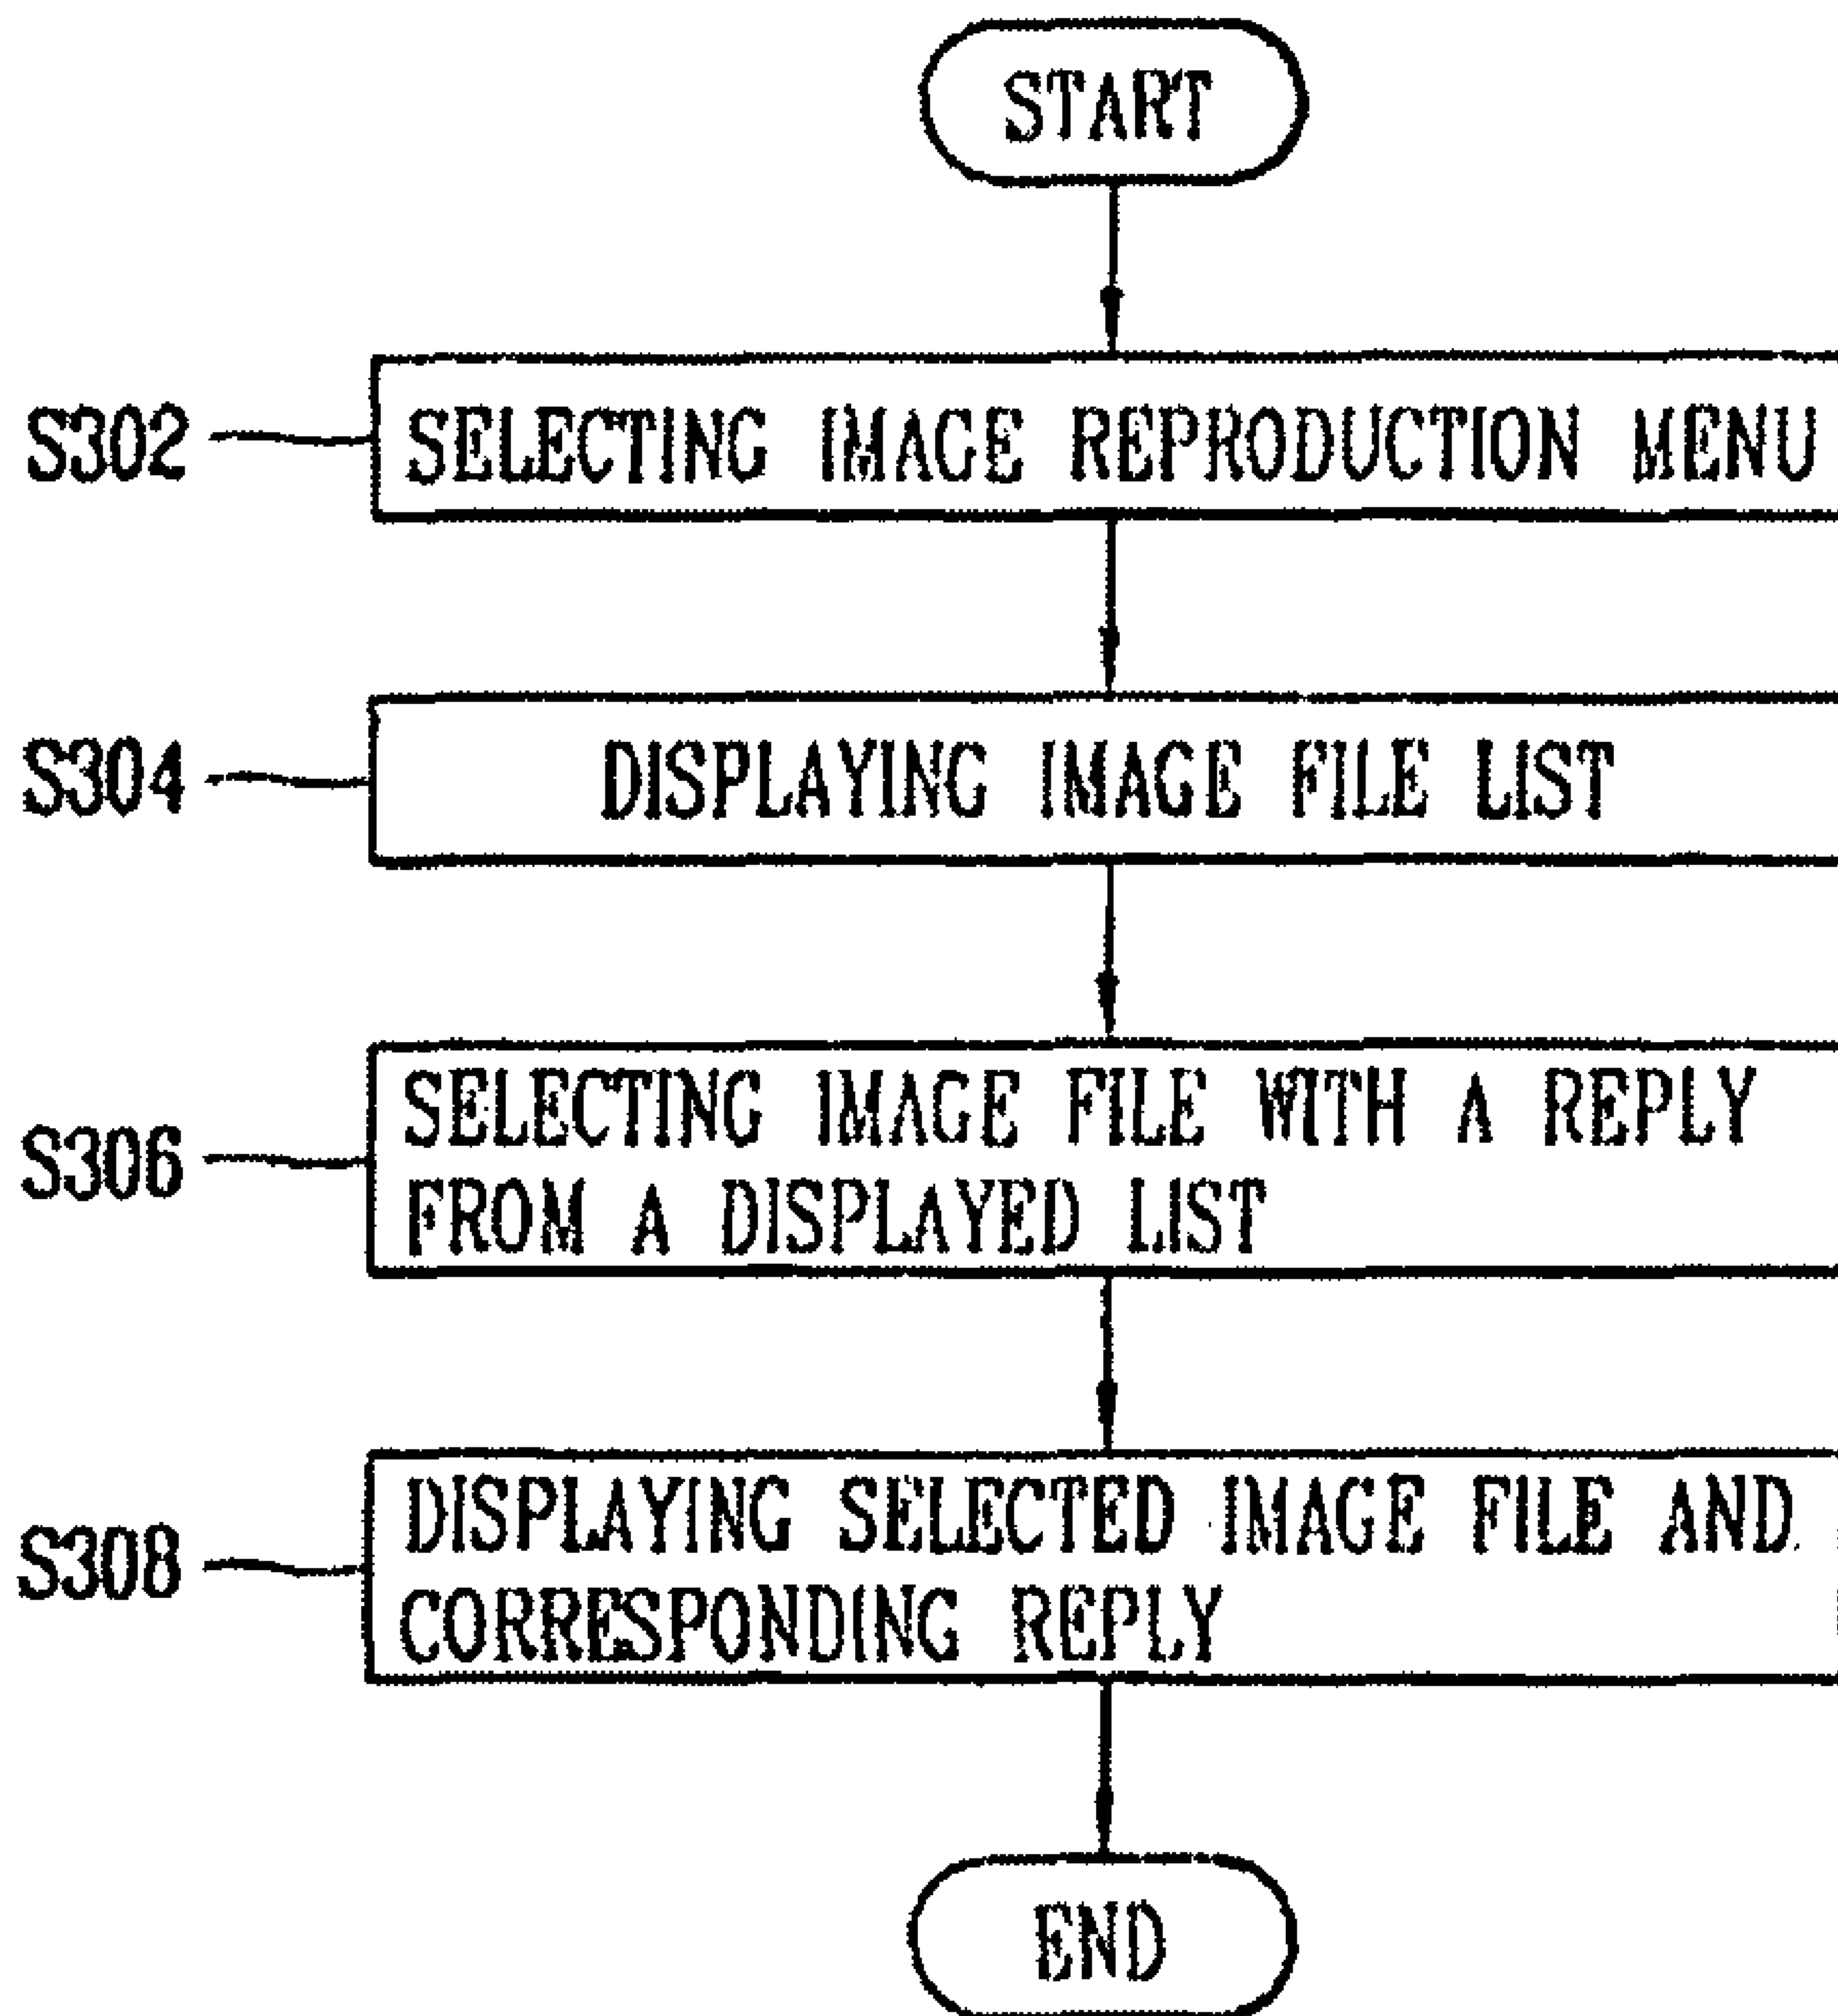 START
S302
SELECTING IMAGE REPRODUCTION MENU
S304
DISPLAYING IMAGE FILE LIST
S306
SELECTING IMAGE FILE WITH A REPLY
FROM A DISPLAYED LIST
S308
DISPLAYING SELECTED IMAGE FILE AND
CORRESPONDING REPLY
END